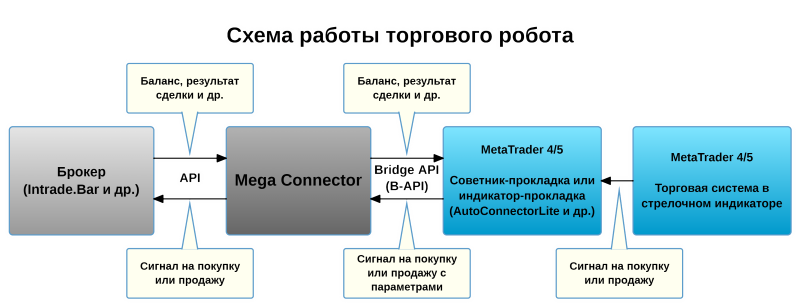 Схема работы торгового робота
Баланс, результат
сделки и др.
Баланс, результат
сделки и др.
Брокер
(Intrade.Bar и др.)
API
Mega Connector
Bridge API
(B-API)
MetaTrader 4/5
Советник-прокладка или
индикатор-прокладка
(AutoConnectorLite и др.)
MetaTrader 4/5
Торговая система в
стрелочном индикаторе
Сигнал на покупку
или продажу
Сигнал на покупку
или продажу с
параметрами
Сигнал на покупку
или продажу